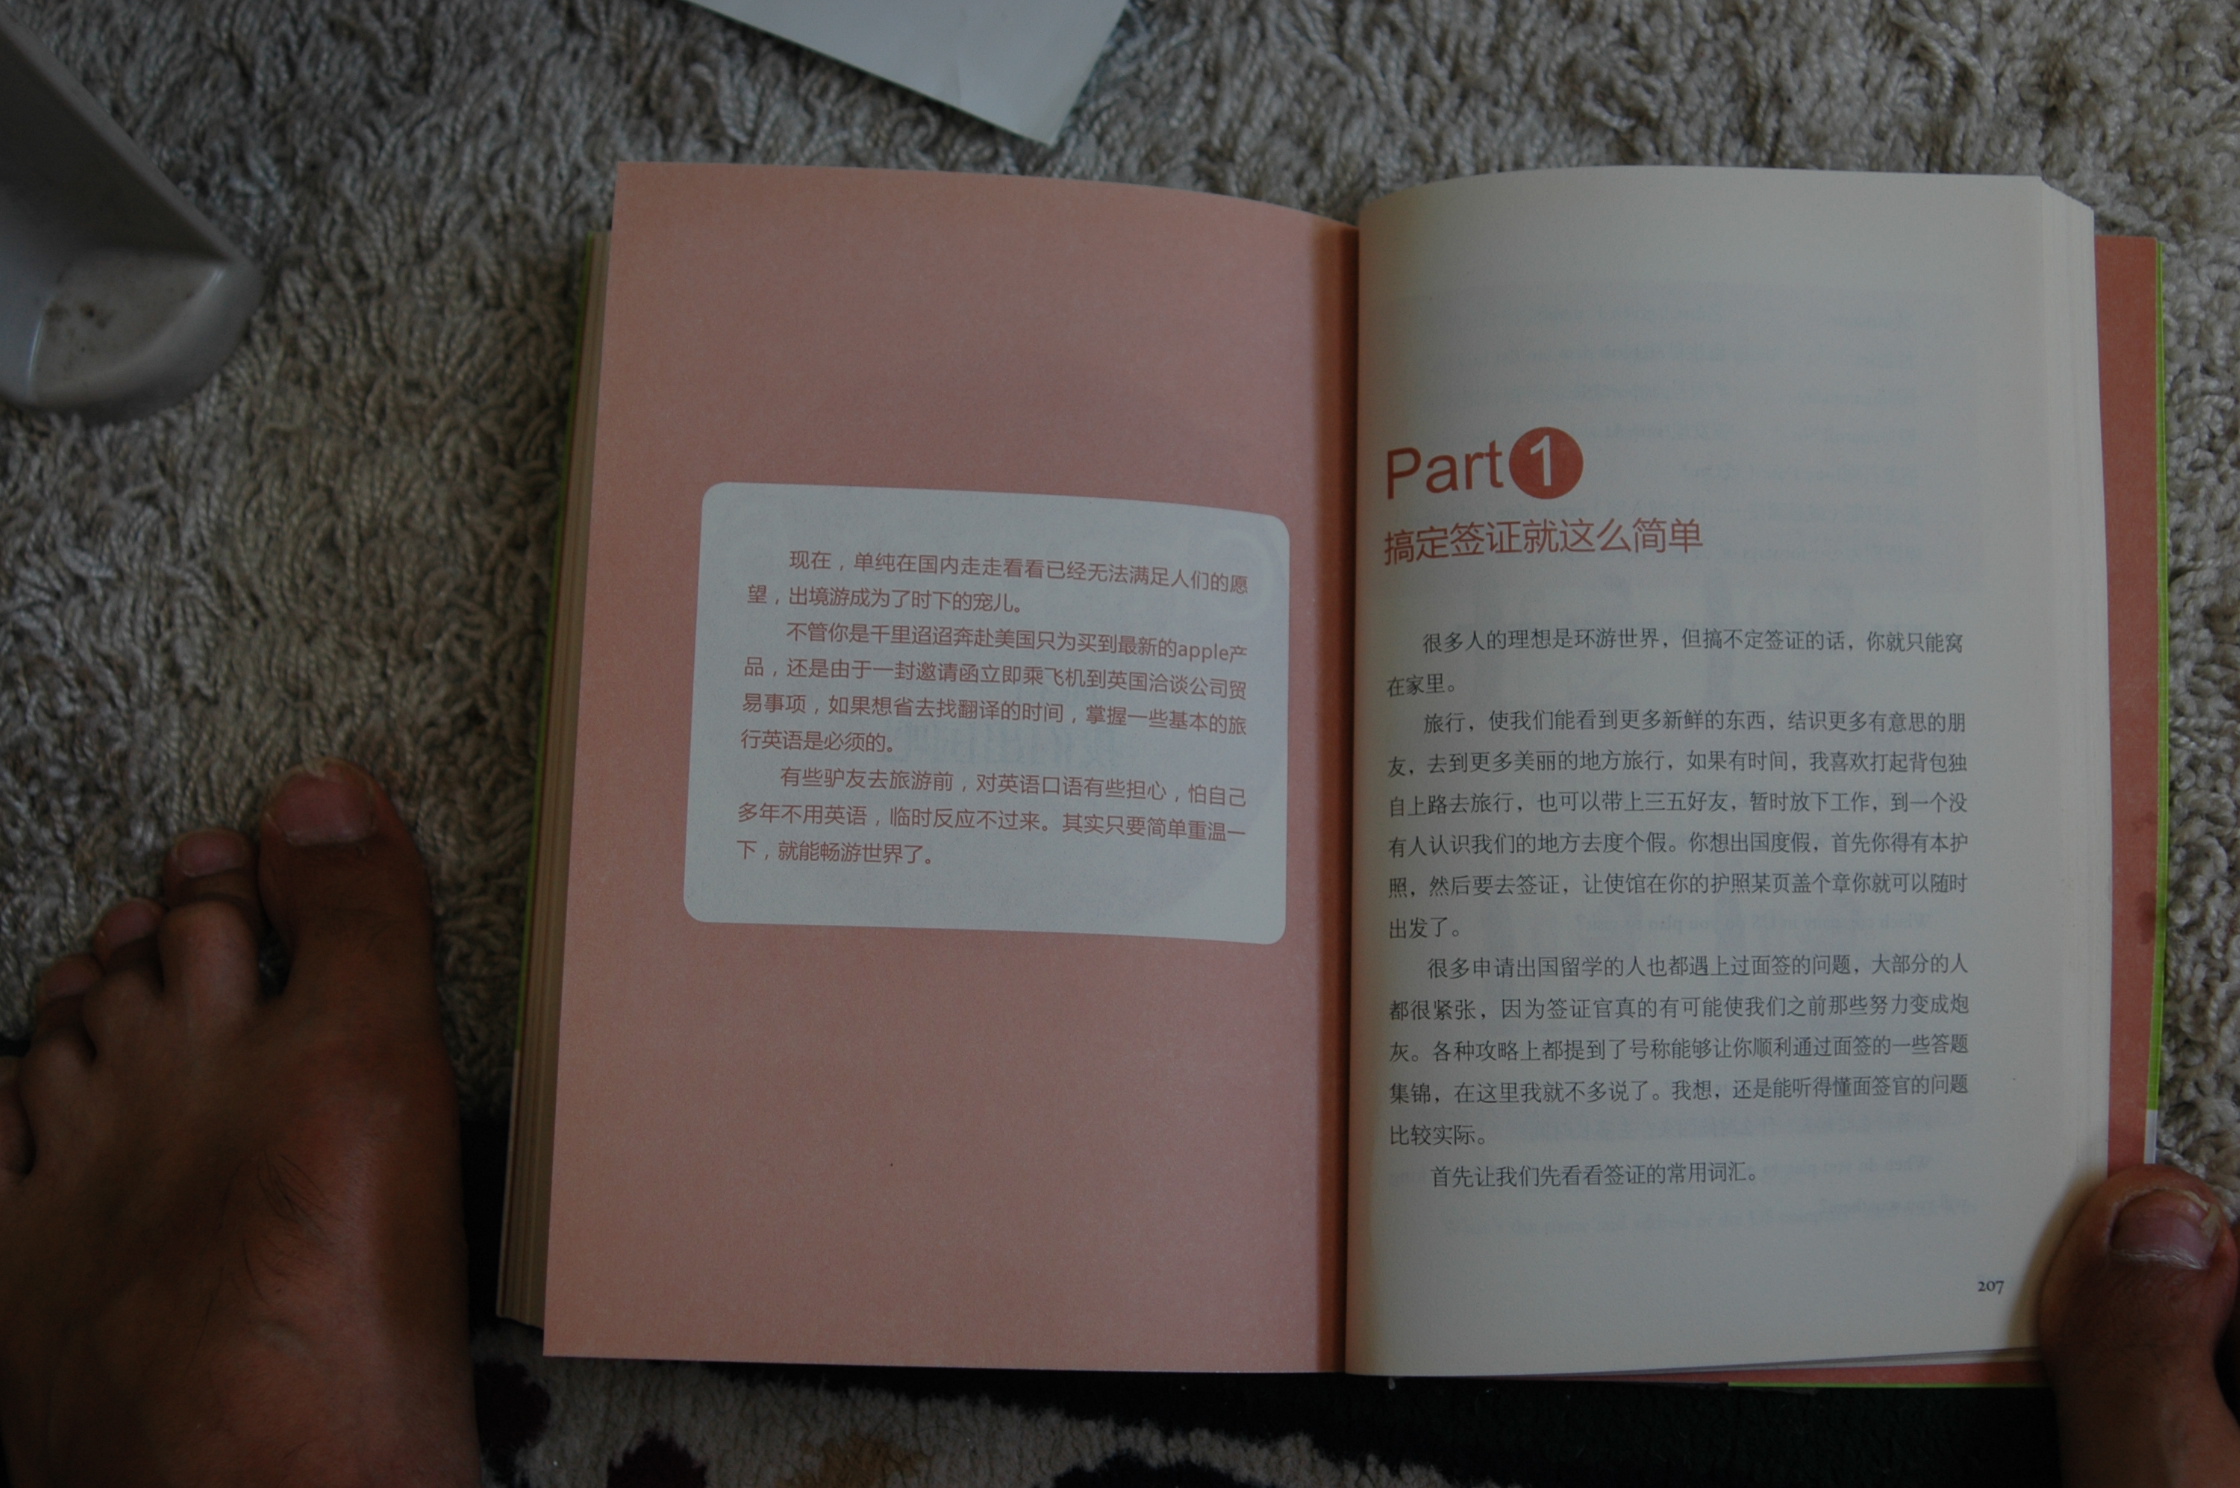 现在，单纯在国内走走看看已经无法满足人们的愿
望，出境游成为了时下的宠儿。
不管你是千里迢迢奔赴美国只为买到最新的apple产
品，还是由于一封邀请函立即乘飞机到英国洽谈公司贸
易事项，如果想省去找翻译的时间，掌握一些基本的旅
行英语是必须的。
有些驴友去旅游前，对英语口语有些担心，怕自己
多年不用英语，临时反应不过来。其实只要简单重温一
下，就能畅游世界了。
Part 1
搞定签证就这么简单
很多人的理想是环游世界，但搞不定签证的话，你就只能窝
在家里。
旅行，使我们能看到更多新鲜的东西，结识更多有意思的朋
友，去到更多美丽的地方旅行，如果有时间，我喜欢打起背包独
自上路去旅行，也可以带上三五好友，暂时放下工作，到一个没
有人认识我们的地方去度个假。你想出国度假，首先你得有本护
照，然后要去签证，让使馆在你的护照某页盖个章你就可以随时
出发了。
很多申请出国留学的人也都遇上过面签的问题，大部分的人
都很紧张，因为签证官真的有可能使我们之前那些努力变成炮
灰。各种攻略上都提到了号称能够让你顺利通过面签的一些答题
集锦，在这里我就不多说了。我想，还是能听得懂面签官的问题
比较实际。
首先让我们先看看签证的常用词汇。
207